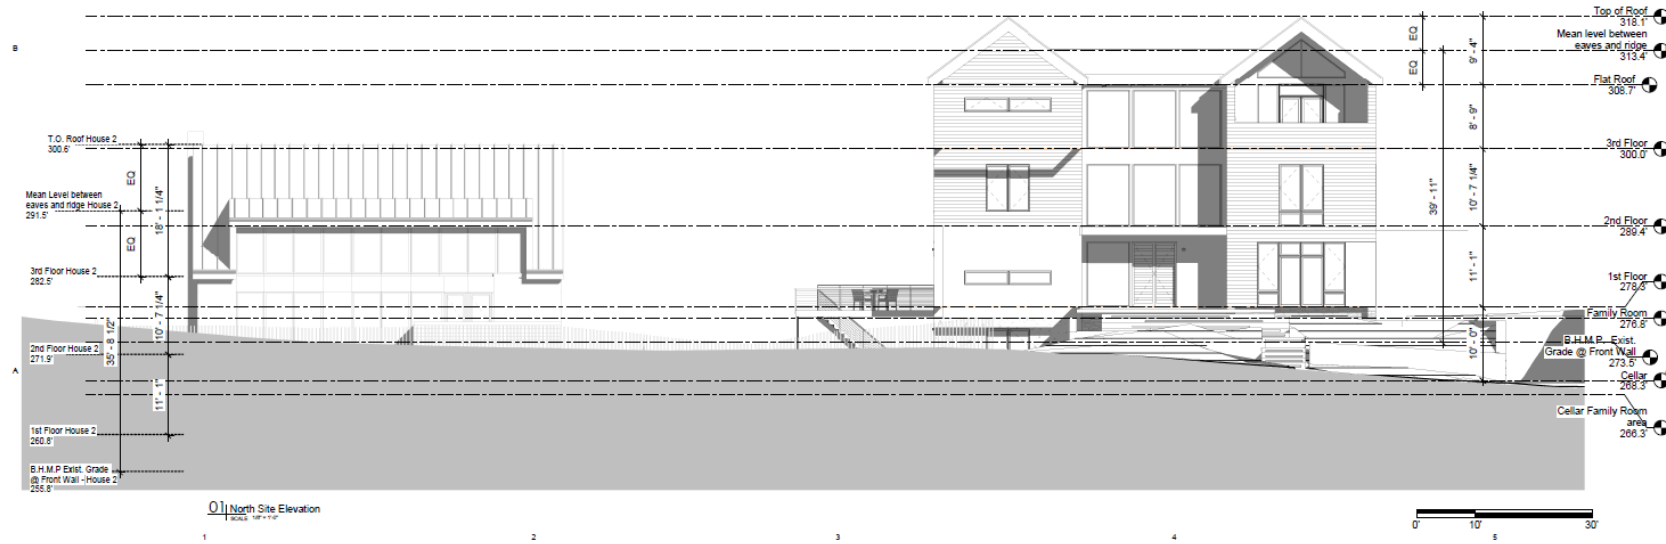 Top of Roof
318.1'
Mean level between
eaves and ridge
313.4'
Flat Roof
308.7'
3rd Floor
300.0'
2nd Floor
289.4'
1st Floor
278.3'
Family Room
276.8'
B.H.M.P. Exist.
Grade @ Front Wall
273.5'
Cellar
268.3'
Cellar Family Room
area
266.3'
EQ
EQ
9' - 4"
8' - 9"
10' - 7 1/4"
39' - 11"
11' - 1"
10' - 0"
B
A
T.O. Roof House 2
300.6'
Mean Level between
eaves and ridge House 2
291.5'
3rd Floor House 2
282.5'
2nd Floor House 2
271.9'
1st Floor House 2
260.8'
B.H.M.P Exist. Grade
@ Front Wall - House 2
255.8'
EQ
EQ
18' - 1 1/4"
10' - 7 1/4"
35' - 8 1/2"
11' - 1"
01 North Site Elevation
SCALE
0' 10' 30'
1 2 3 4 5